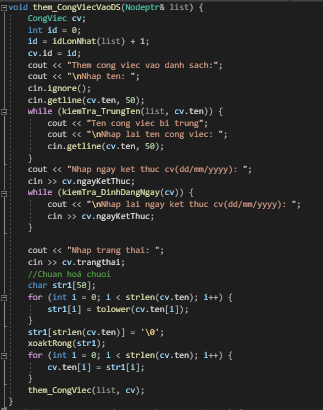 void them_CongViecVaoDS(Nodeptr& list) {
CongViec cv;
int id = 0;
id = idLonNhat(list) + 1;
cv.id = id;
cout << "Them cong viec vao danh sach:";
cout << "\nNhap ten: ";
cin.ignore();
cin.getline(cv.ten, 50);
while (kiemTra_TrungTen(list, cv.ten)) {
cout << "Ten cong viec bi trung";
cout << "\nNhap lai ten cong viec: ";
cin.getline(cv.ten, 50);
}
cout << "Nhap ngay ket thuc cv(dd/mm/yyyy): ";
cin >> cv.ngayKetThuc;
while (kiemTra_DinhDangNgay(cv)) {
cout << "\nNhap lai ngay ket thuc cv(dd/mm/yyyy): ";
cin >> cv.ngayKetThuc;
}
cout << "Nhap trang thai: ";
cin >> cv.trangthai;
//Chuan hoá chuoi
char str1[50];
for (int i = 0; i < strlen(cv.ten); i++) {
str1[i] = tolower(cv.ten[i]);
}
str1[strlen(cv.ten)] = '\0';
xoaktRong(str1);
for (int i = 0; i < strlen(cv.ten); i++) {
cv.ten[i] = str1[i];
}
them_CongViec(list, cv);
}